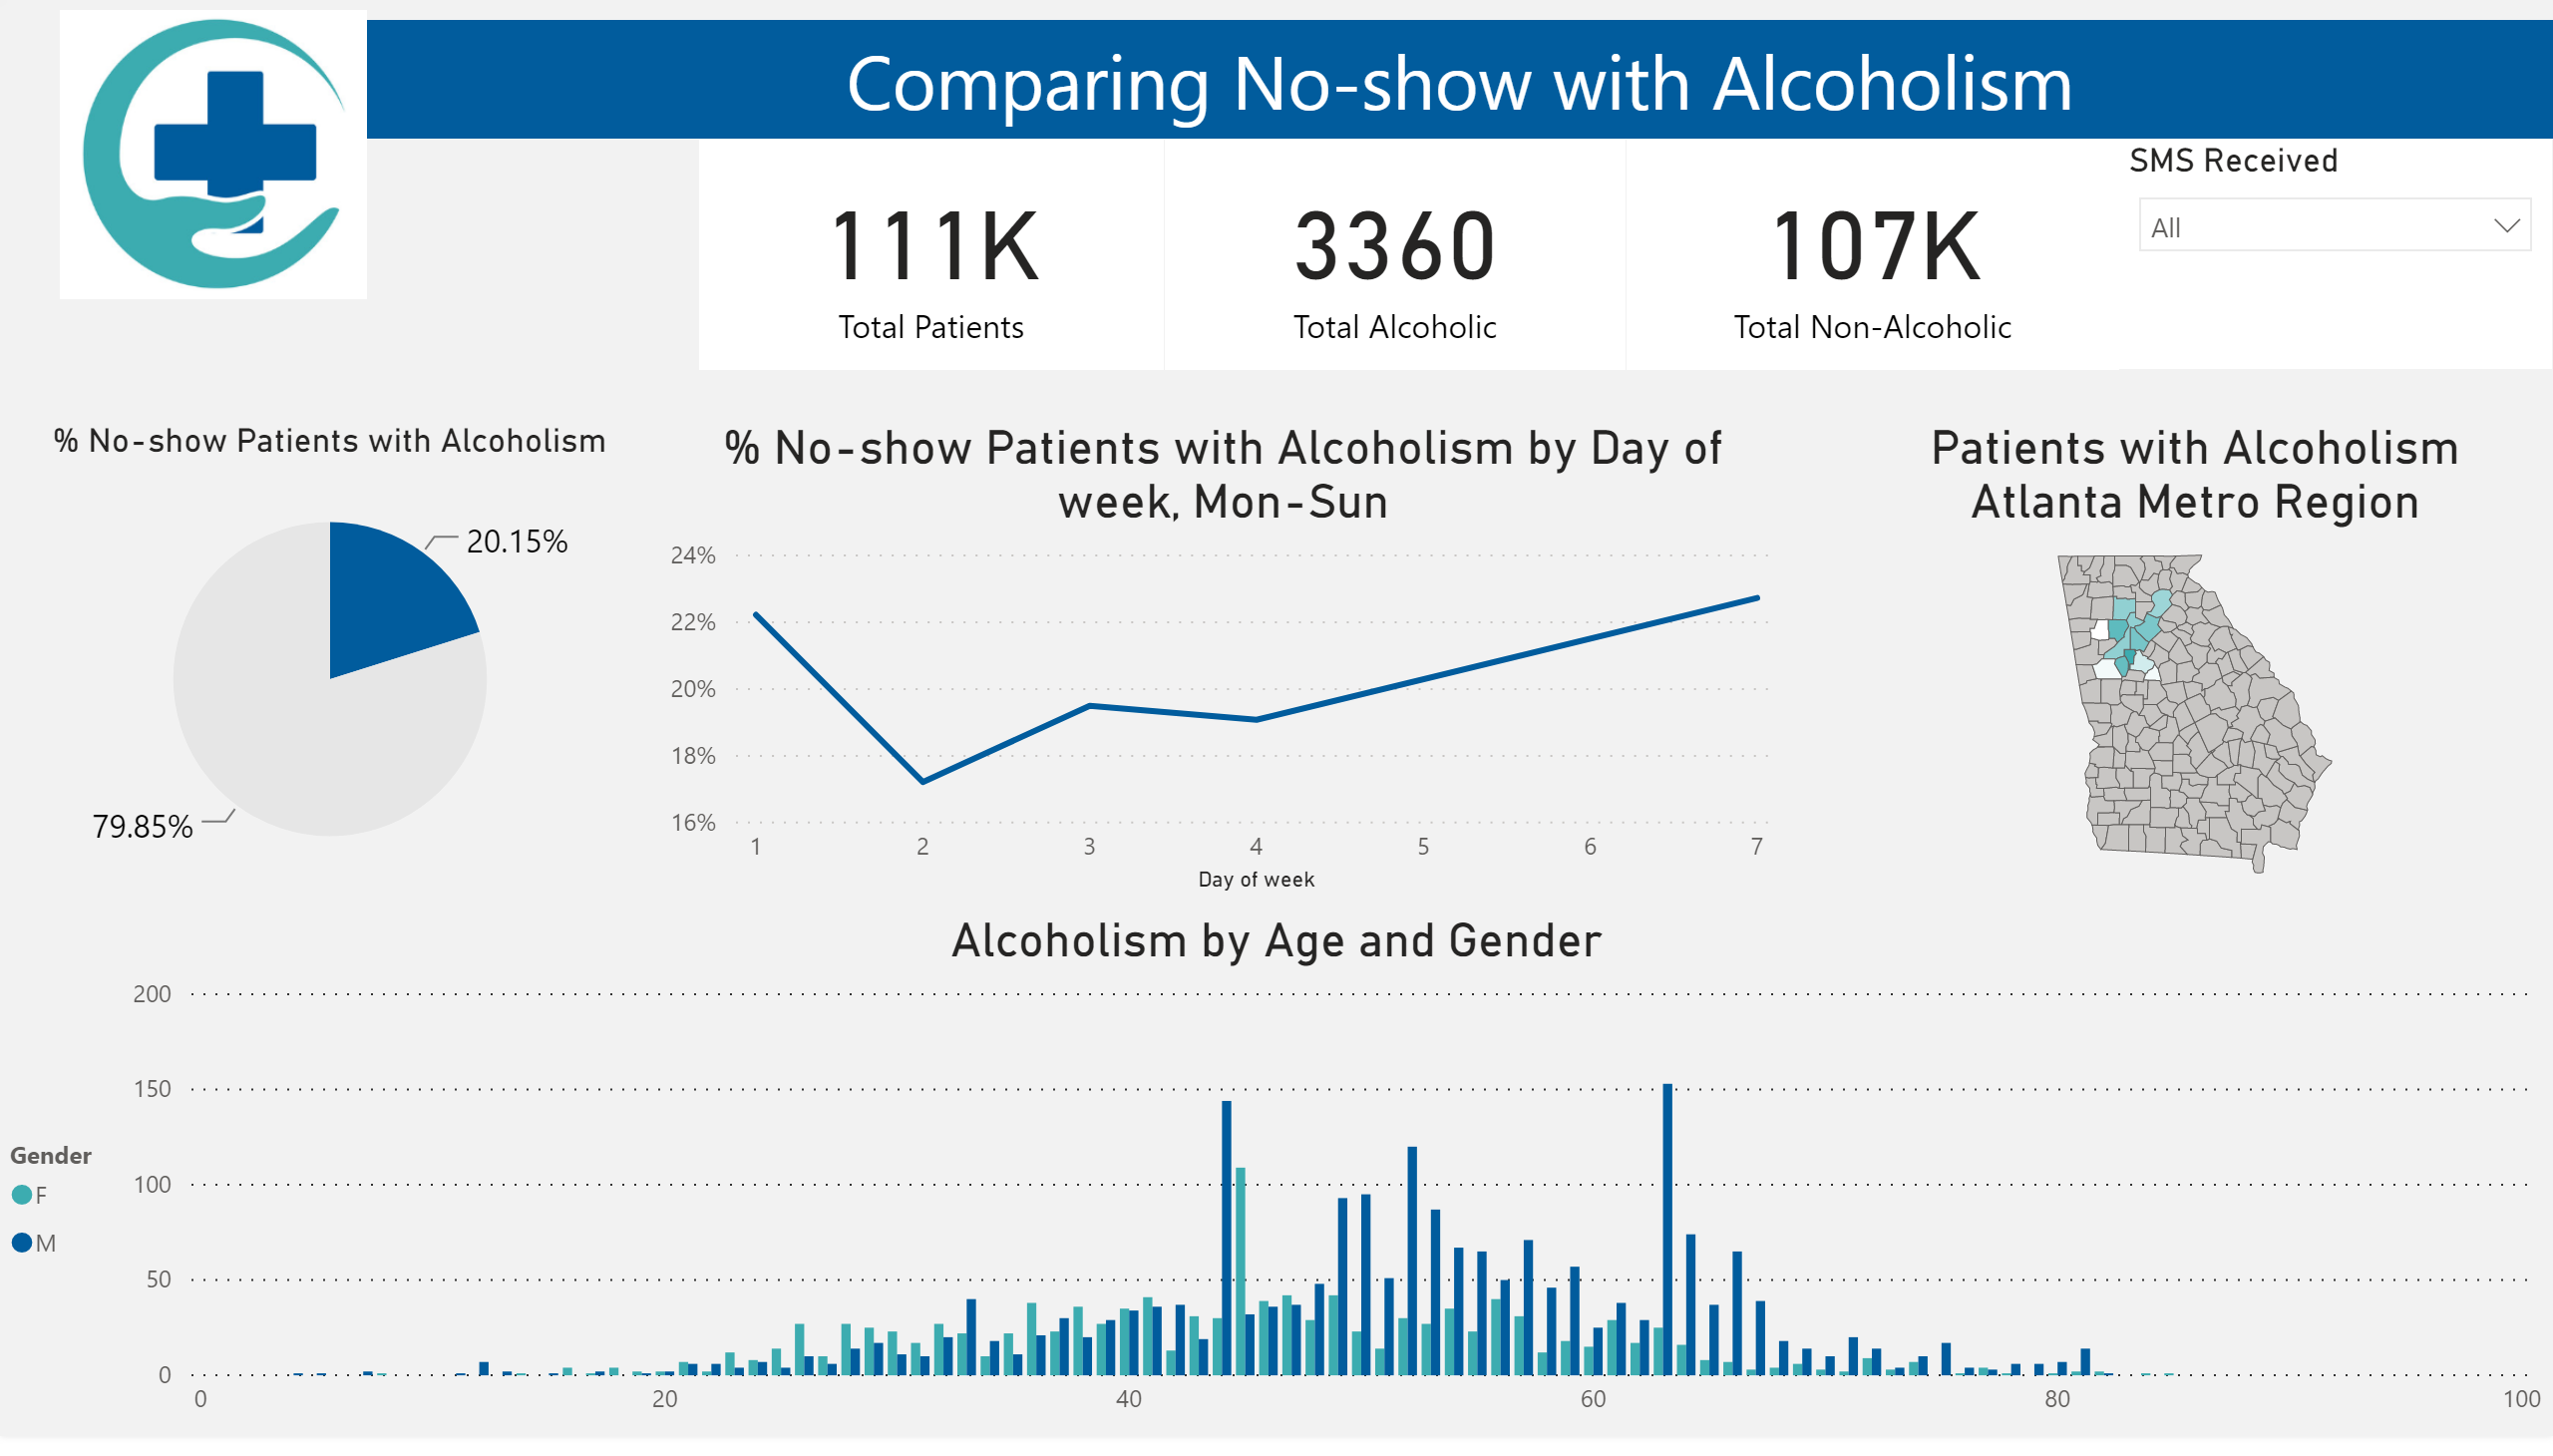 Comparing No-show with Alcoholism
111K
Total Patients
3360
Total Alcoholic
107K
Total Non-Alcoholic
SMS Received
All
% No-show Patients with Alcoholism
20.15%
79.85%
% No-show Patients with Alcoholism by Day of
week, Mon-Sun
24%
22%
20%
18%
16%
1 2 3 4 5 6 7
Day of week
Patients with Alcoholism
Atlanta Metro Region
Alcoholism by Age and Gender
200
150
100
50
0
0 20 40 60 80 100
Gender
F
M